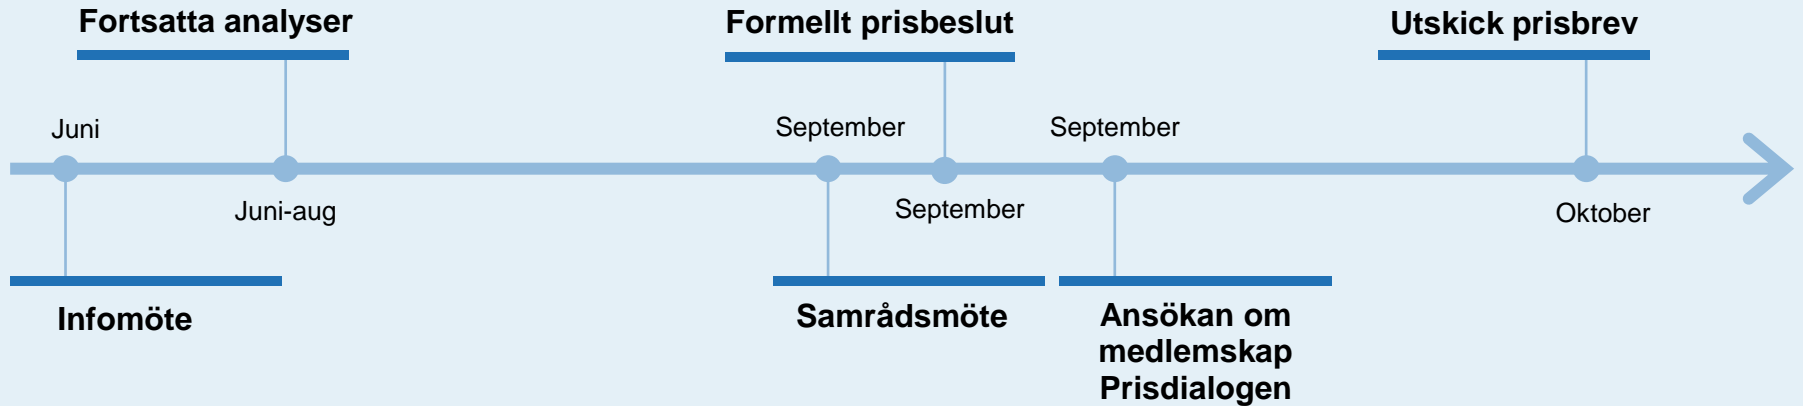 Fortsatta analyser
Formellt prisbeslut
Utskick prisbrev
Juni
September
September
Juni-aug
September
Oktober
Infomöte
Samrådsmöte
Ansökan om
medlemskap
Prisdialogen